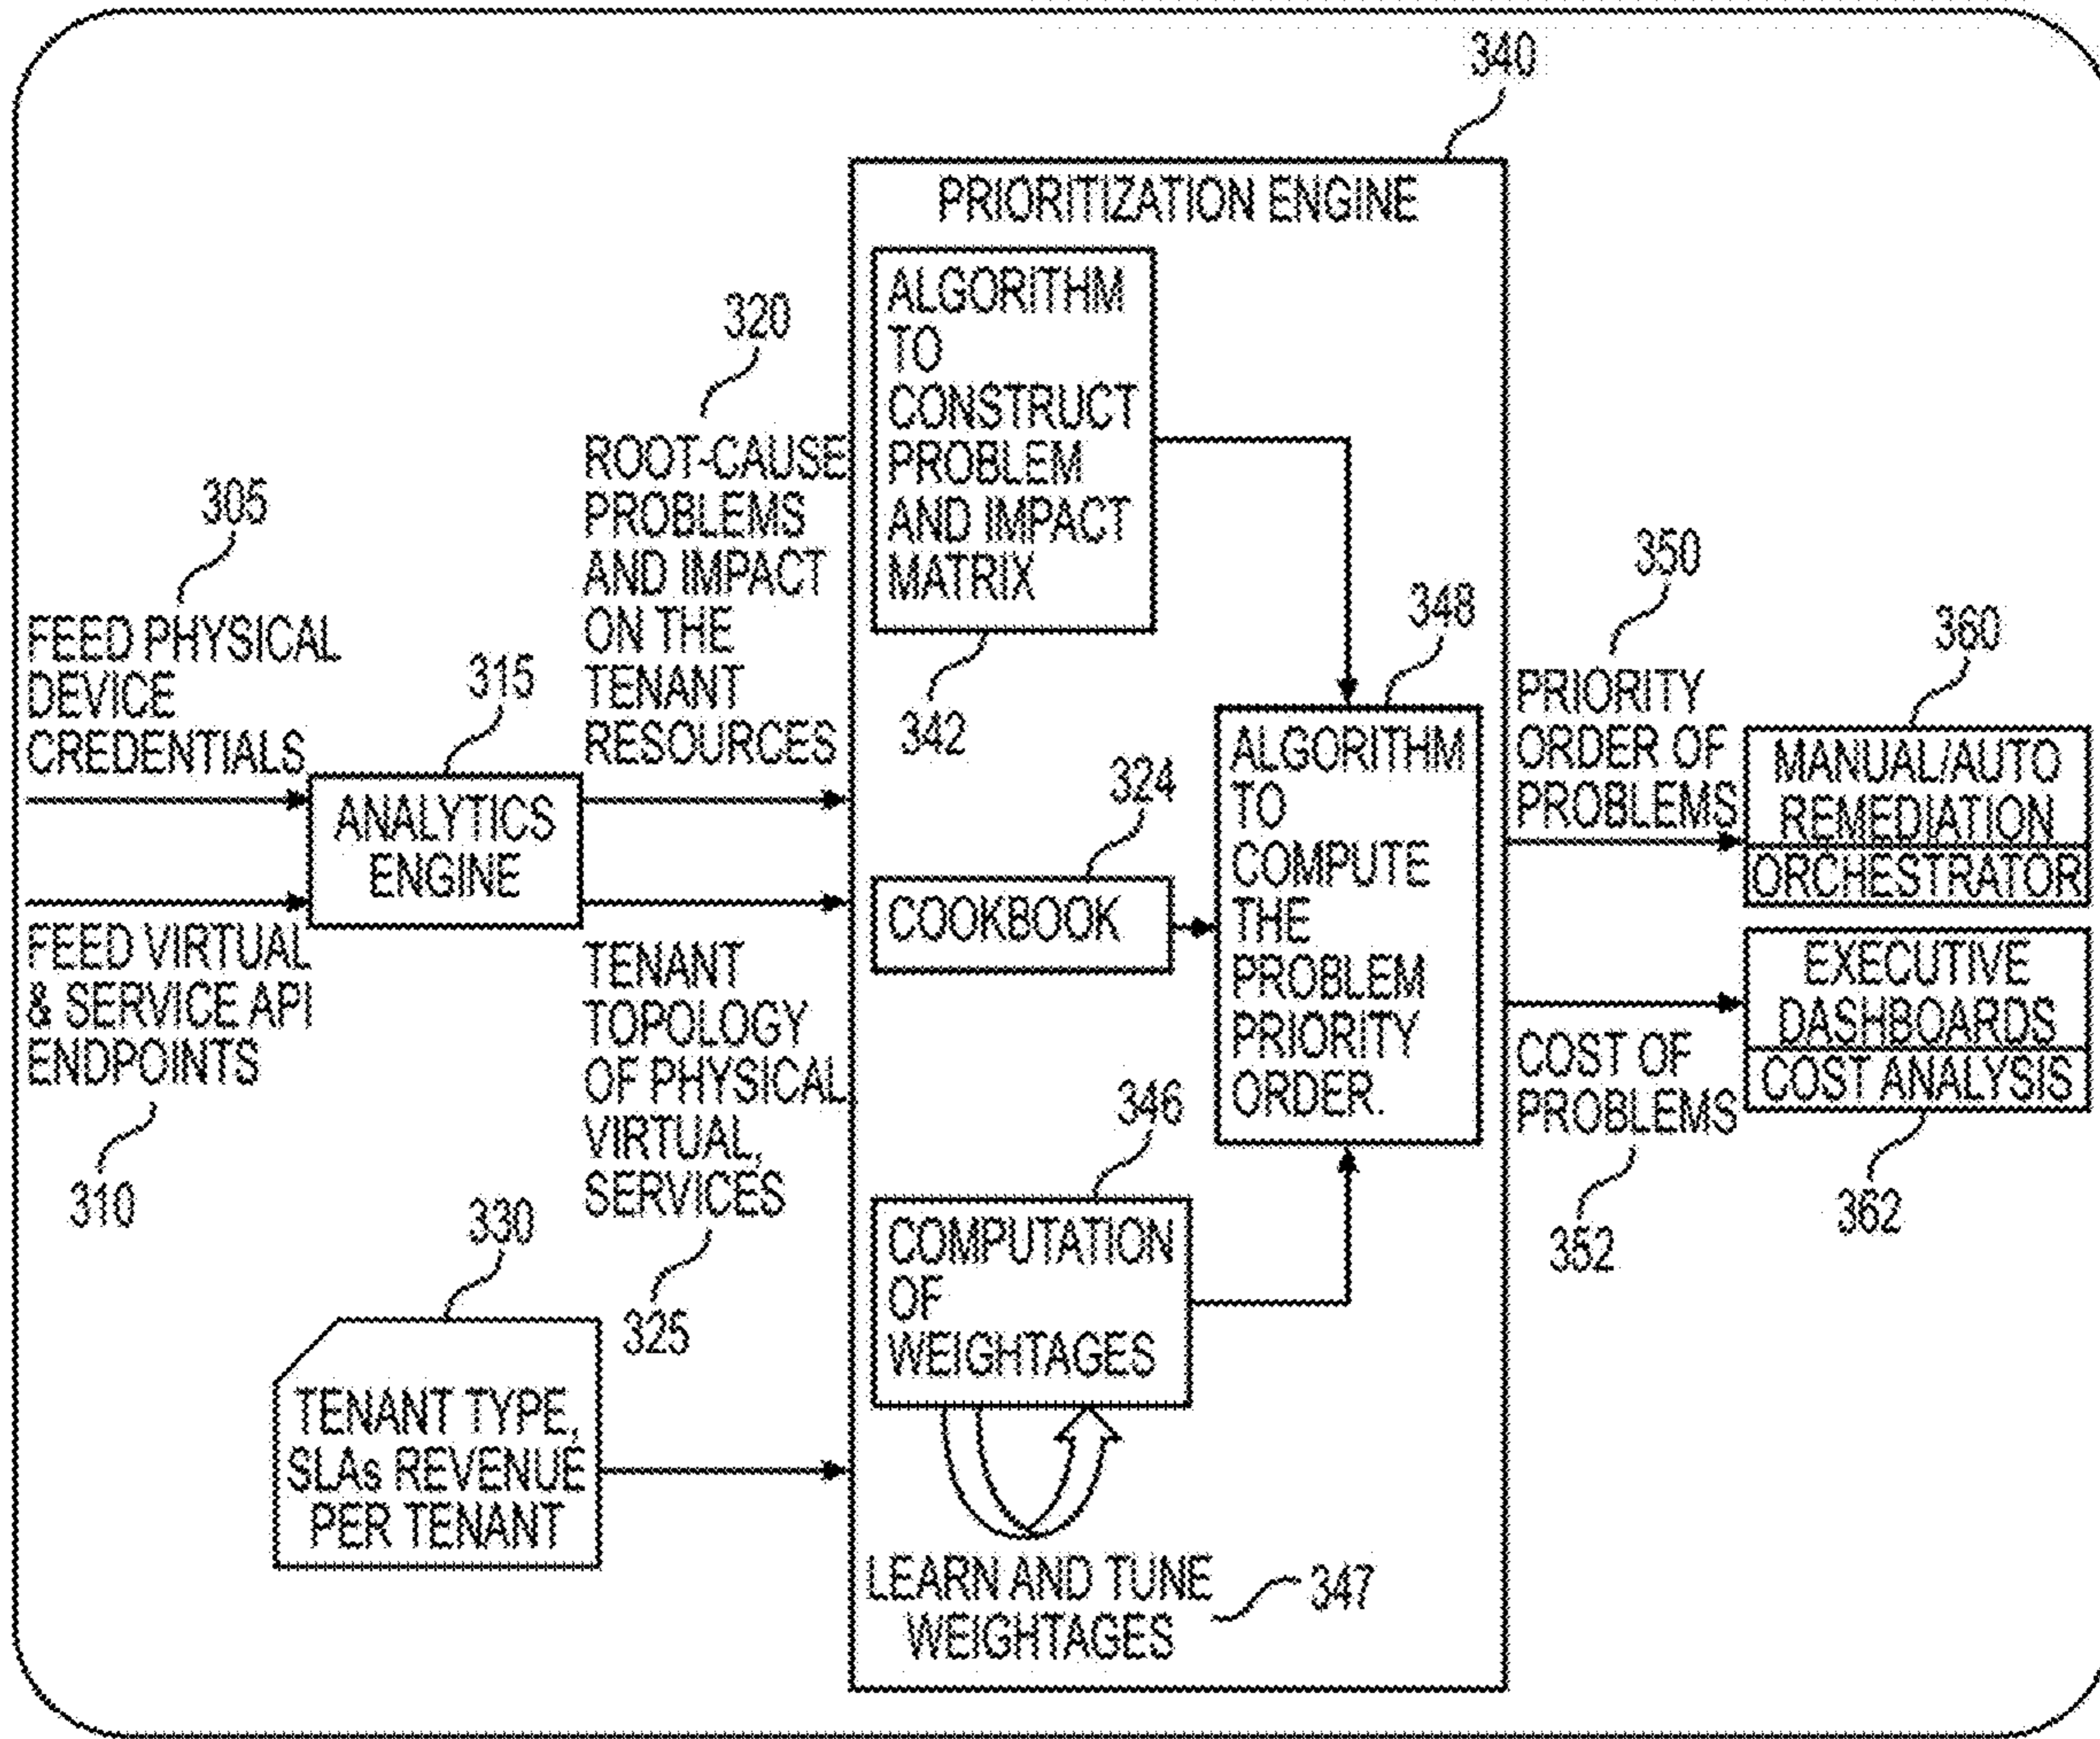 340
PRIORITIZATION ENGINE
ALGORITHM
TO
CONSTRUCT
PROBLEM
AND IMPACT
MATRIX
342
320
ROOT-CAUSE
PROBLEMS
AND IMPACT
ON THE
TENANT
RESOURCES
305
FEED PHYSICAL
DEVICE
CREDENTIALS
315
ANALYTICS
ENGINE
FEED VIRTUAL
& SERVICE API
ENDPOINTS
310
TENANT
TOPOLOGY
OF PHYSICAL
VIRTUAL,
SERVICES
325
330
TENANT TYPE,
SLAs REVENUE
PER TENANT
324
COOKBOOK
346
COMPUTATION
OF
WEIGHTAGES
LEARN AND TUNE
WEIGHTAGES
347
348
ALGORITHM
TO
COMPUTE
THE
PROBLEM
PRIORITY
ORDER.
350
PRIORITY
ORDER OF
PROBLEMS
360
MANUAL/AUTO
REMEDIATION
ORCHESTRATOR
EXECUTIVE
DASHBOARDS
COST ANALYSIS
362
COST OF
PROBLEMS
352